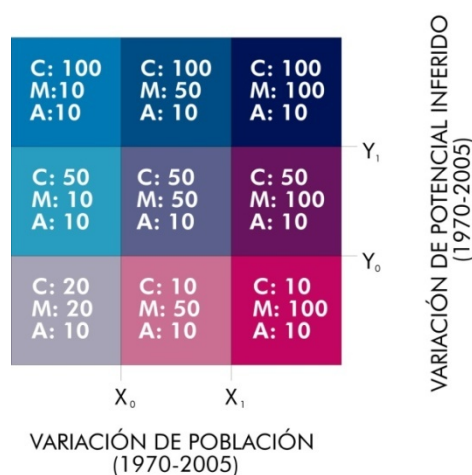 C: 100
M:10
A:10
C: 100
M: 50
A: 10
C: 100
M: 100
A: 10
C: 50
M: 10
A: 10
C: 50
M: 50
A: 10
C: 50
M: 100
A: 10
C: 20
M: 20
A: 10
C: 10
M: 50
A: 10
C: 10
M: 100
A: 10
Y₁
Y₀
X₀
X₁
VARIACIÓN DE POBLACIÓN
(1970-2005)
VARIACIÓN DE POTENCIAL INFERIDO
(1970-2005)